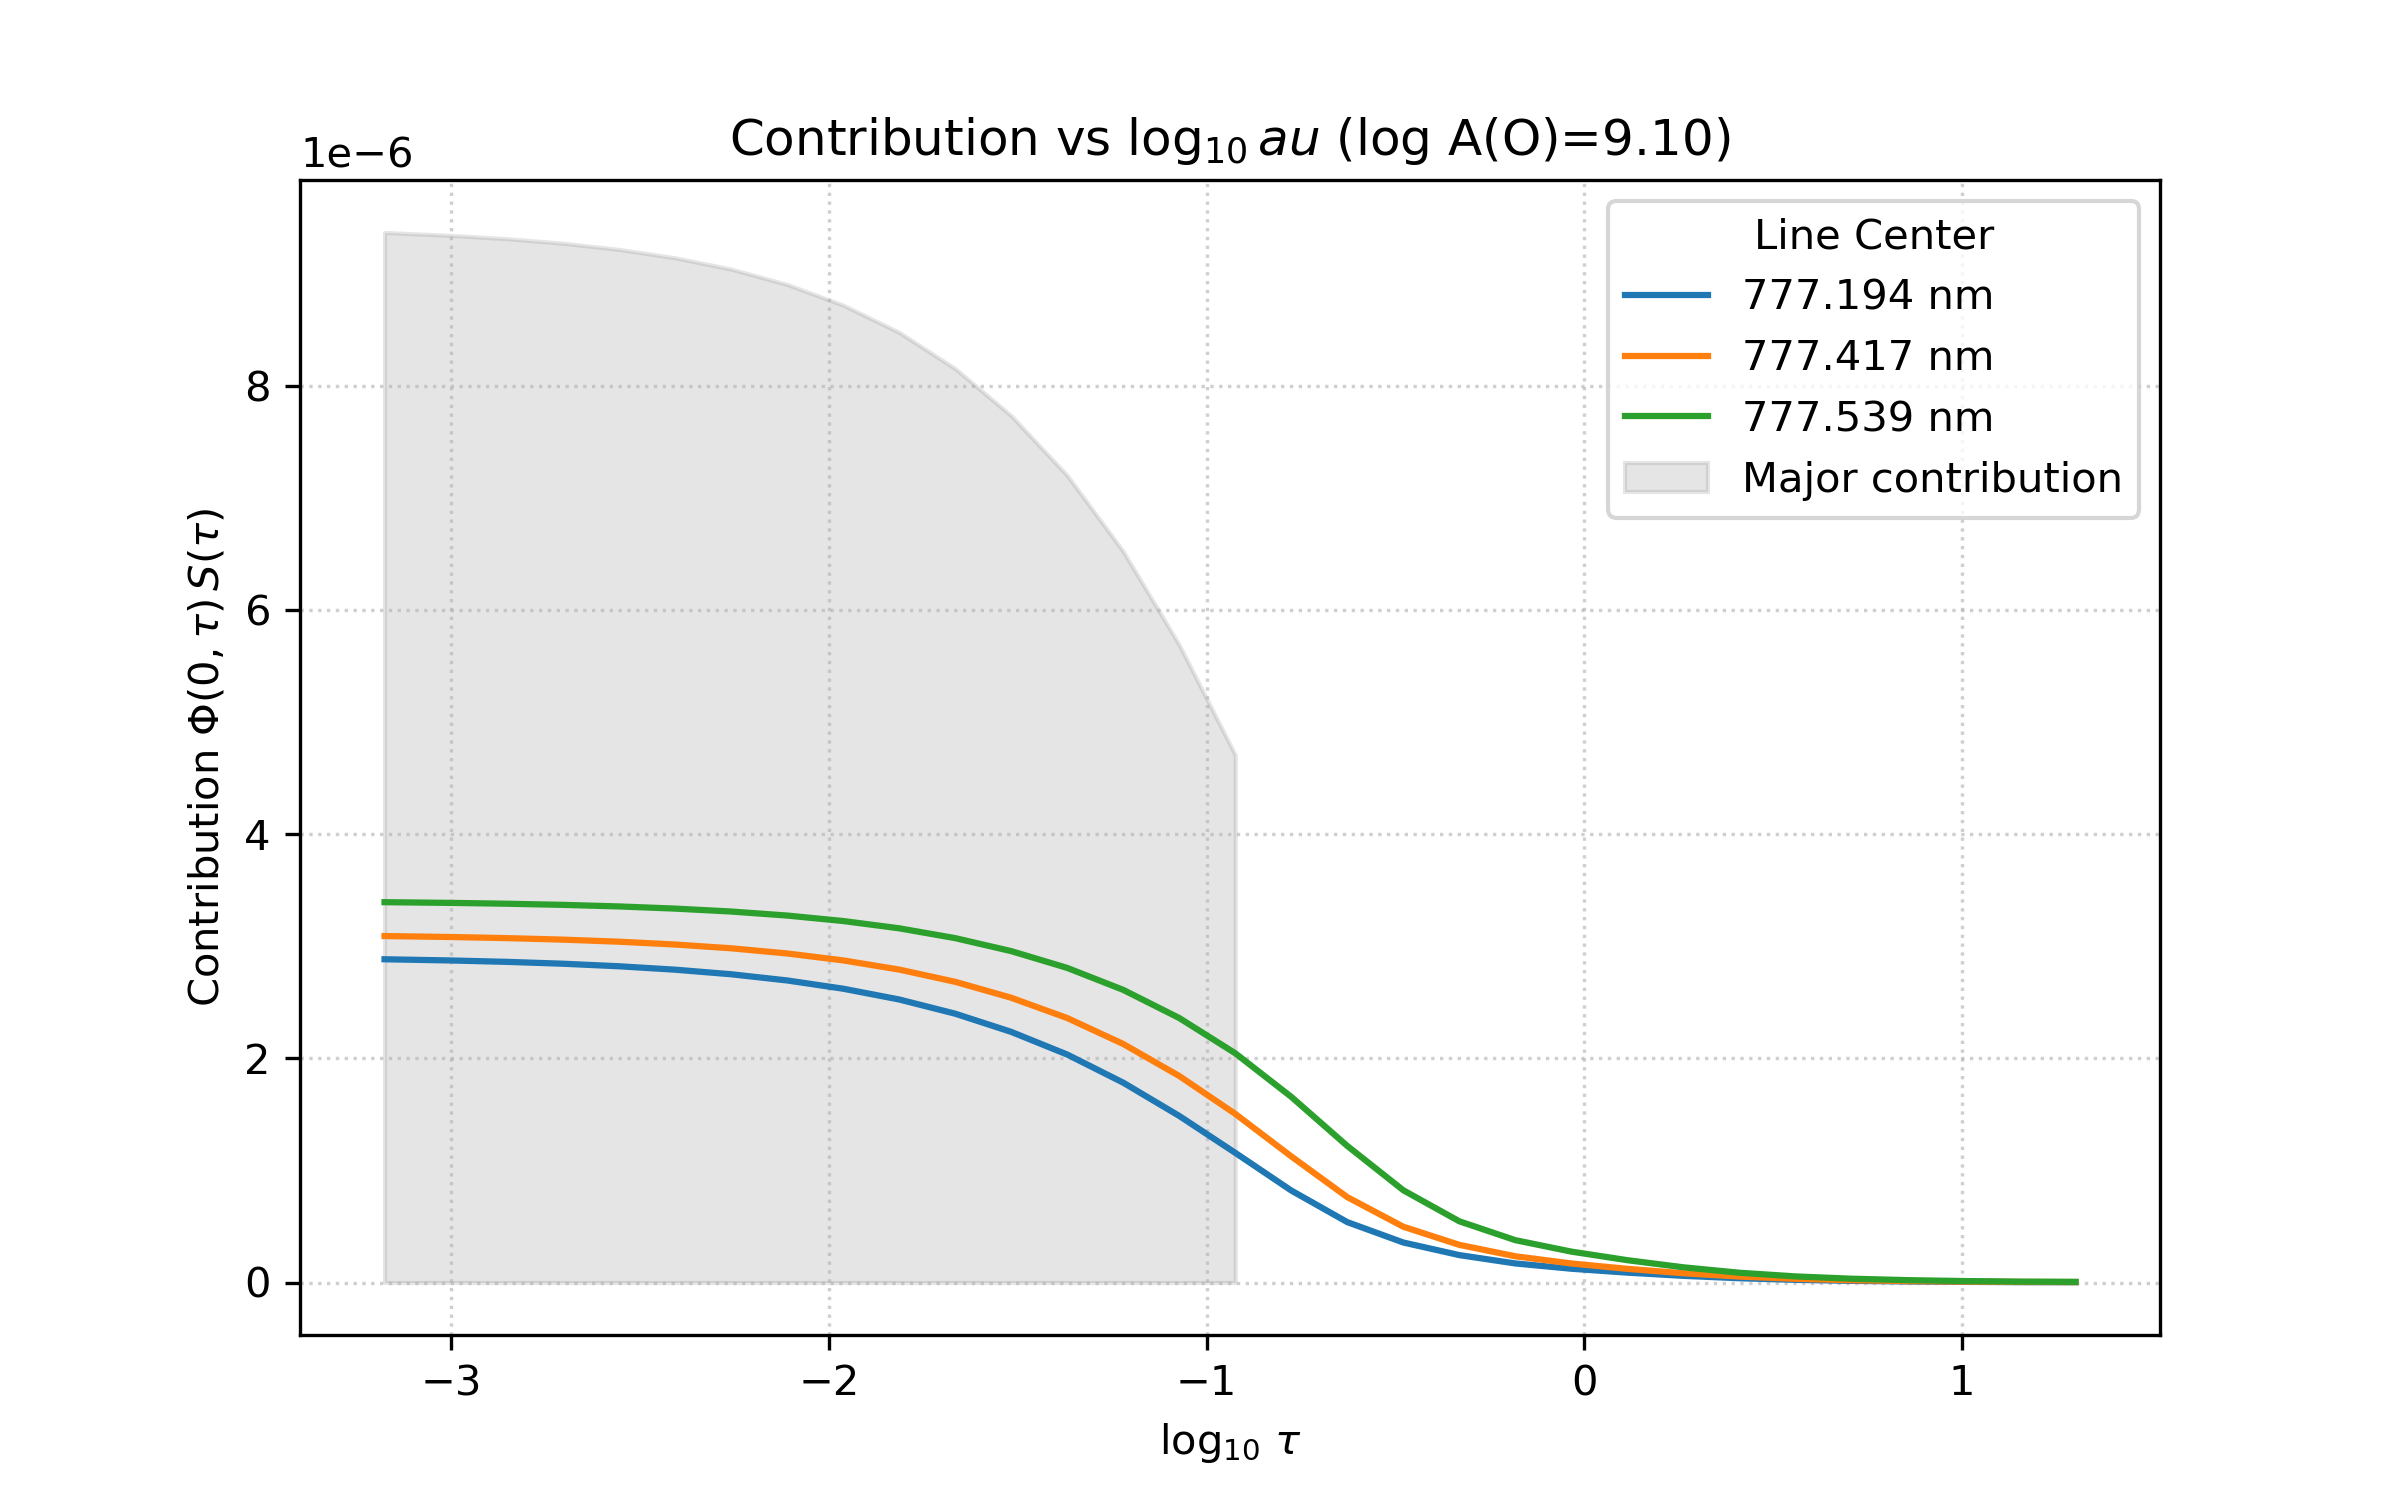 Contribution vs log₁₀ au (log A(O)=9.10)
1e−6
Line Center
777.194 nm
777.417 nm
777.539 nm
Major contribution
8
6
4
2
0
Contribution Φ(0, τ) S(τ)
−3
−2
−1
0
1
log₁₀ τ